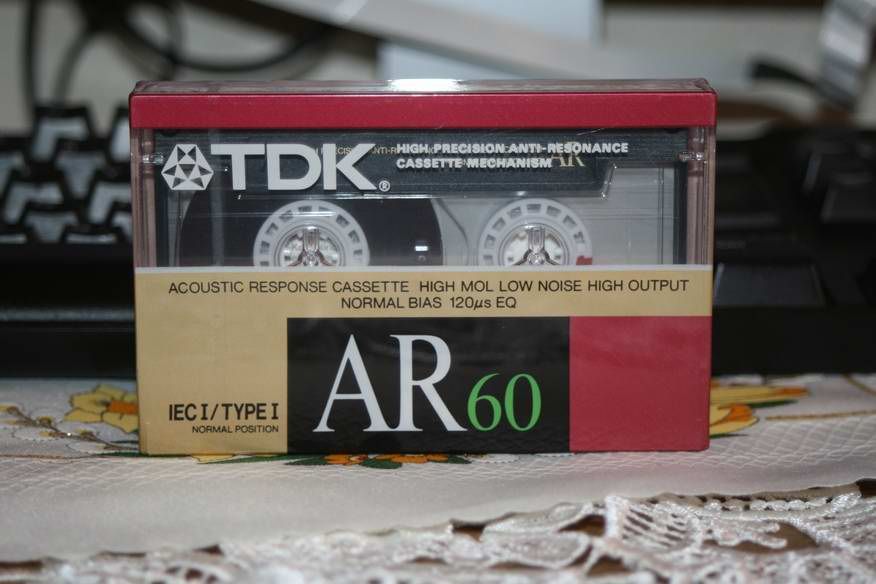 TDK®
HIGH PRECISION ANTI-RESONANCE
CASSETTE MECHANISM
AR
ACOUSTIC RESPONSE CASSETTE HIGH MOL LOW NOISE HIGH OUTPUT
NORMAL BIAS 120µs EQ
AR60
IEC I/TYPE I
NORMAL POSITION